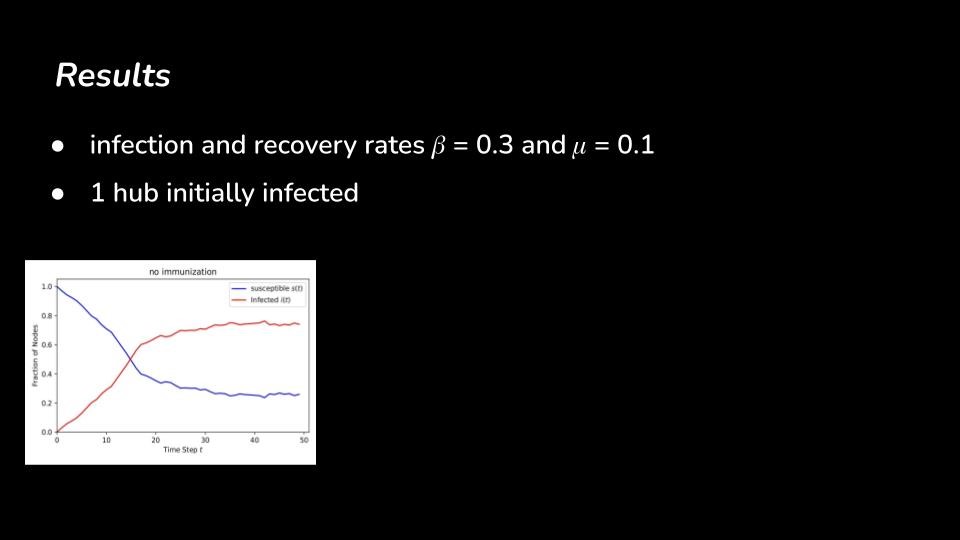 Results
● infection and recovery rates β = 0.3 and μ = 0.1
● 1 hub initially infected
no immunization
susceptible s(t)
Infected i(t)
Fraction of Nodes
1.0
0.8
0.6
0.4
0.2
0.0
0 10 20 30 40 50
Time Step t